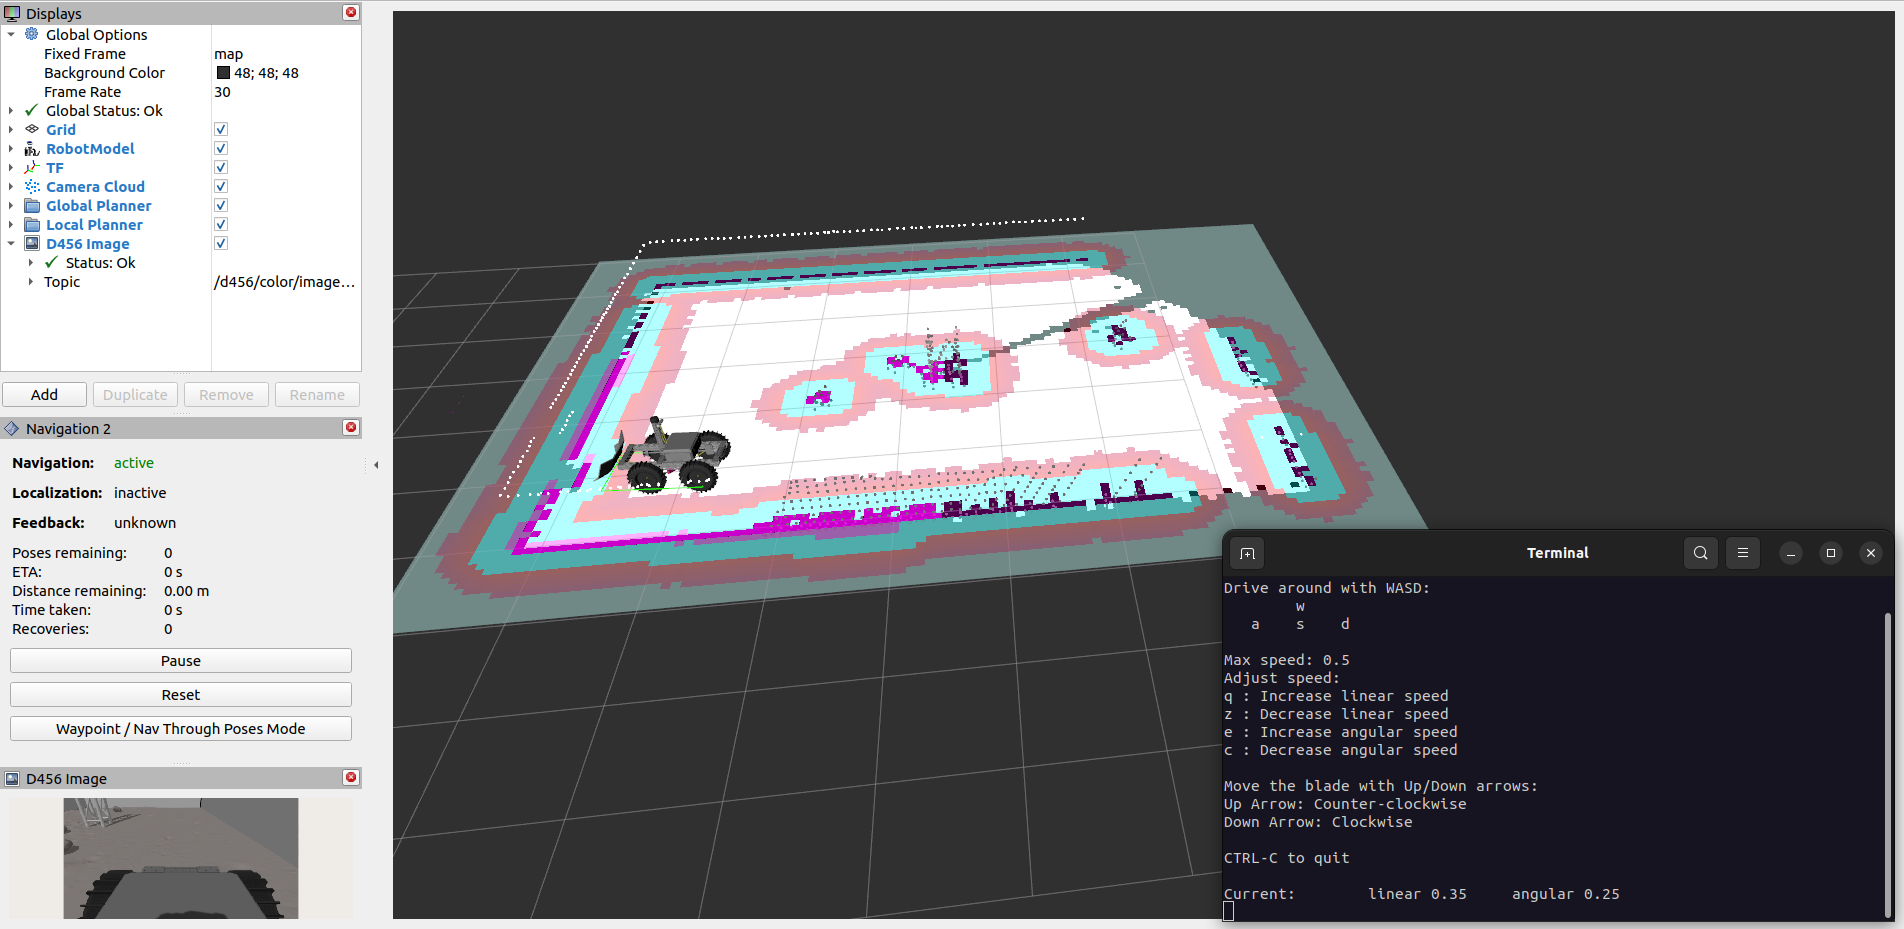 Displays
Global Options
Fixed Frame map
Background Color 48; 48; 48
Frame Rate 30
Global Status: Ok
Grid
RobotModel
TF
Camera Cloud
Global Planner
Local Planner
D456 Image
Status: Ok
Topic /d456/color/image...
Add Duplicate Remove Rename
Navigation 2
Navigation: active
Localization: inactive
Feedback: unknown
Poses remaining: 0
ETA: 0 s
Distance remaining: 0.00 m
Time taken: 0 s
Recoveries: 0
Pause
Reset
Waypoint / Nav Through Poses Mode
D456 Image
Terminal
Drive around with WASD:
w
a s d
Max speed: 0.5
Adjust speed:
q : Increase linear speed
z : Decrease linear speed
e : Increase angular speed
c : Decrease angular speed
Move the blade with Up/Down arrows:
Up Arrow: Counter-clockwise
Down Arrow: Clockwise
CTRL-C to quit
Current: linear 0.35 angular 0.25